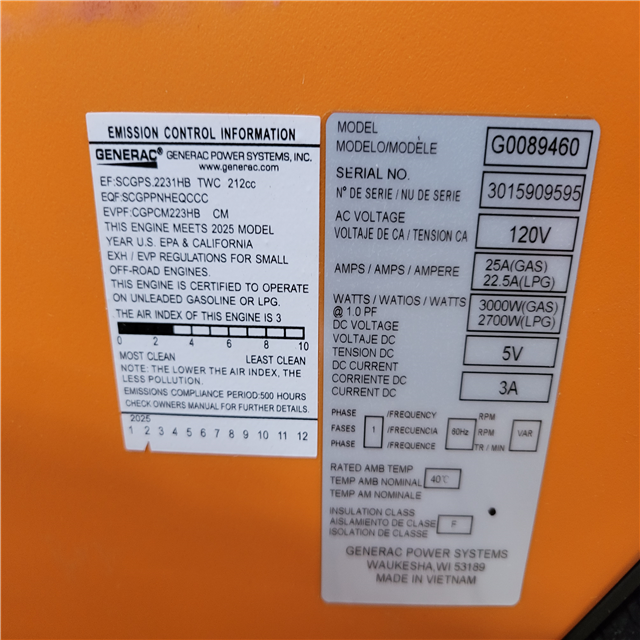 EMISSION CONTROL INFORMATION
GENERAC® GENERAC POWER SYSTEMS, INC.
www.generac.com
EF:SCGPS.2231HB TWC 212cc
EQF:SCGPPNHEQCCC
EVPF:CGPCM223HB CM
THIS ENGINE MEETS 2025 MODEL
YEAR U.S. EPA & CALIFORNIA
EXH / EVP REGULATIONS FOR SMALL
OFF-ROAD ENGINES.
THIS ENGINE IS CERTIFIED TO OPERATE
ON UNLEADED GASOLINE OR LPG.
THE AIR INDEX OF THIS ENGINE IS 3
0 2 4 6 8 10
MOST CLEAN LEAST CLEAN
NOTE: THE LOWER THE AIR INDEX, THE
LESS POLLUTION.
EMISSIONS COMPLIANCE PERIOD:500 HOURS
CHECK OWNERS MANUAL FOR FURTHER DETAILS.
2025
1 2 3 4 5 6 7 8 9 10 11 12
MODEL
MODELO/MODÈLE G0089460
SERIAL NO.
N° DE SERIE / NU DE SERIE 3015909595
AC VOLTAGE
VOLTAJE DE CA / TENSION CA 120V
AMPS / AMPS / AMPERE 25A(GAS)
22.5A(LPG)
WATTS / WATIOS / WATTS 3000W(GAS)
@ 1.0 PF 2700W(LPG)
DC VOLTAGE
VOLTAJE DC 5V
TENSION DC
DC CURRENT
CORRIENTE DC 3A
CURRENT DC
PHASE /FREQUENCY RPM
FASES 1 /FRECUENCIA 60Hz RPM VAR
PHASE /FRÉQUENCE TR / MIN
RATED AMB TEMP
TEMP AMB NOMINAL 40℃
TEMP AM NOMINALE
INSULATION CLASS
AISLAMIENTO DE CLASE F
ISOLATION DE CLASSE
GENERAC POWER SYSTEMS
WAUKESHA,WI 53189
MADE IN VIETNAM